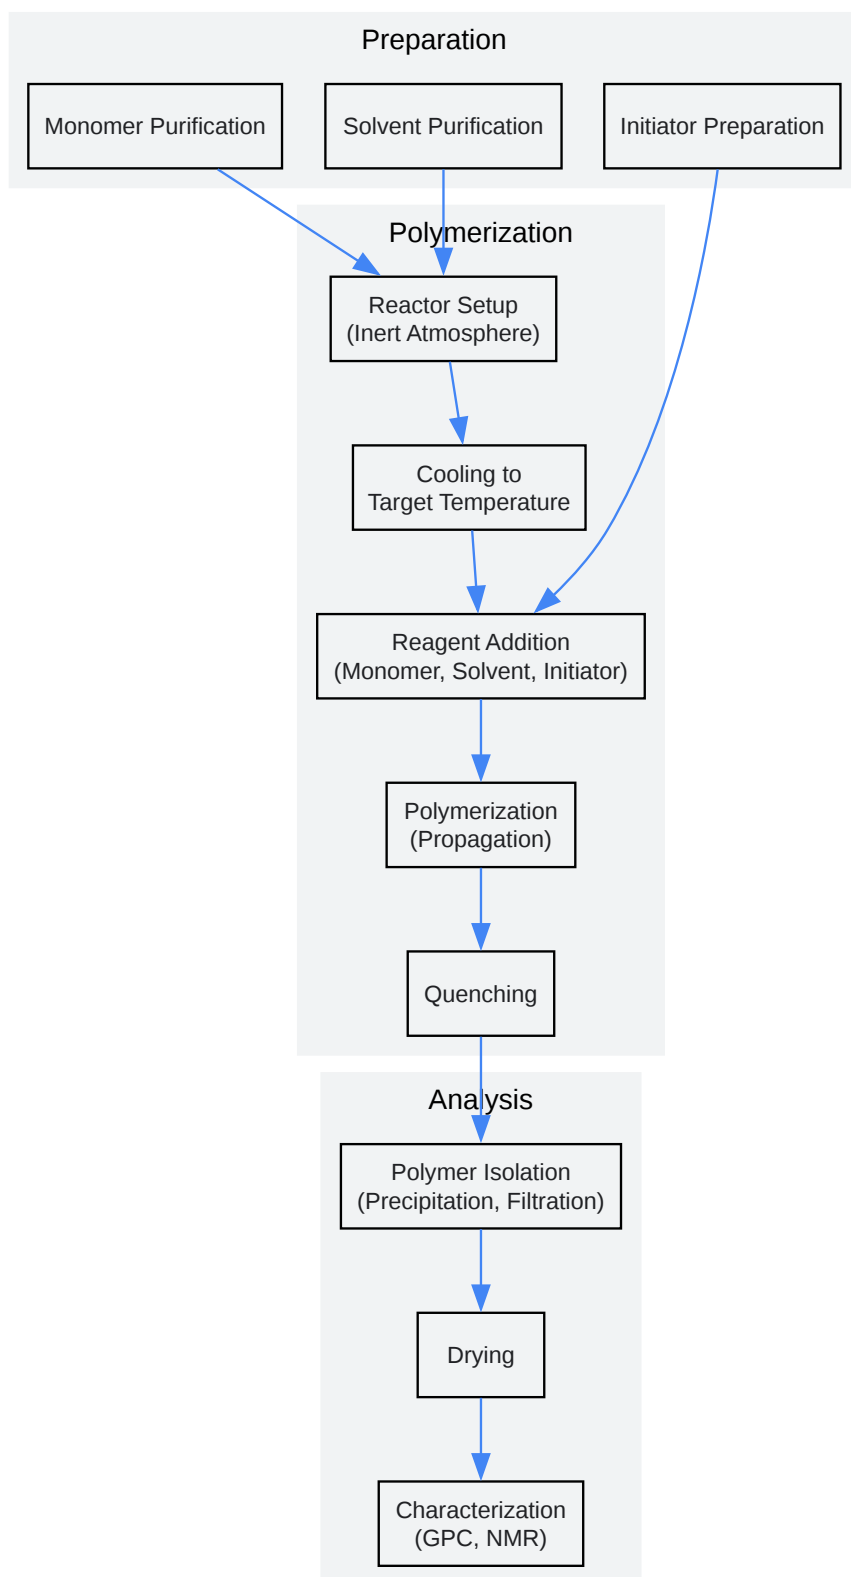 Preparation
Monomer Purification
Solvent Purification
Initiator Preparation
Polymerization
Reactor Setup
(Inert Atmosphere)
Cooling to
Target Temperature
Reagent Addition
(Monomer, Solvent, Initiator)
Polymerization
(Propagation)
Quenching
Analysis
Polymer Isolation
(Precipitation, Filtration)
Drying
Characterization
(GPC, NMR)